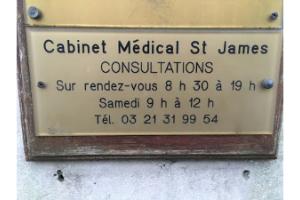 Cabinet Médical St James
CONSULTATIONS
Sur rendez-vous 8 h 30 à 19 h
Samedi 9 h à 12 h
Tél. 03 21 31 99 54